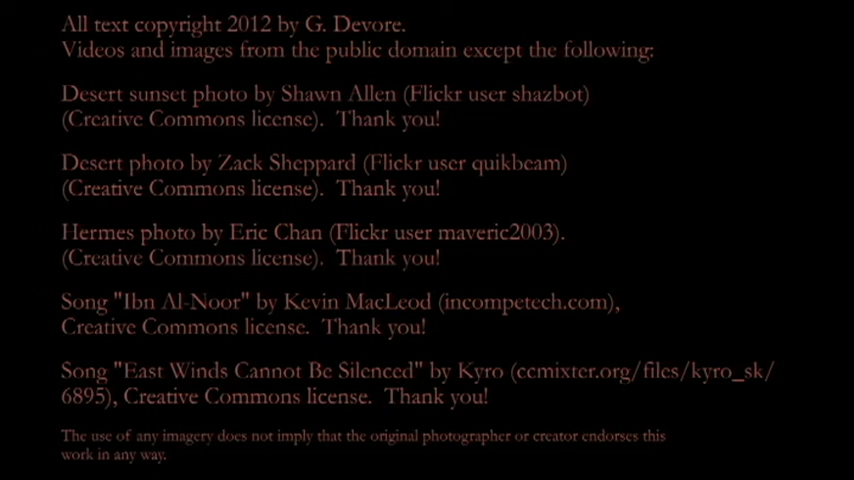 All text copyright 2012 by G. Devore.
Videos and images from the public domain except the following:
Desert sunset photo by Shawn Allen (Flickr user shazbot)
(Creative Commons license).  Thank you!
Desert photo by Zack Sheppard (Flickr user quikbeam)
(Creative Commons license).  Thank you!
Hermes photo by Eric Chan (Flickr user maveric2003).
(Creative Commons license).  Thank you!
Song "Ibn Al-Noor" by Kevin MacLeod (incompetech.com),
Creative Commons license.  Thank you!
Song "East Winds Cannot Be Silenced" by Kyro (ccmixter.org/files/kyro_sk/
6895), Creative Commons license.  Thank you!
The use of any imagery does not imply that the original photographer or creator endorses this
work in any way.